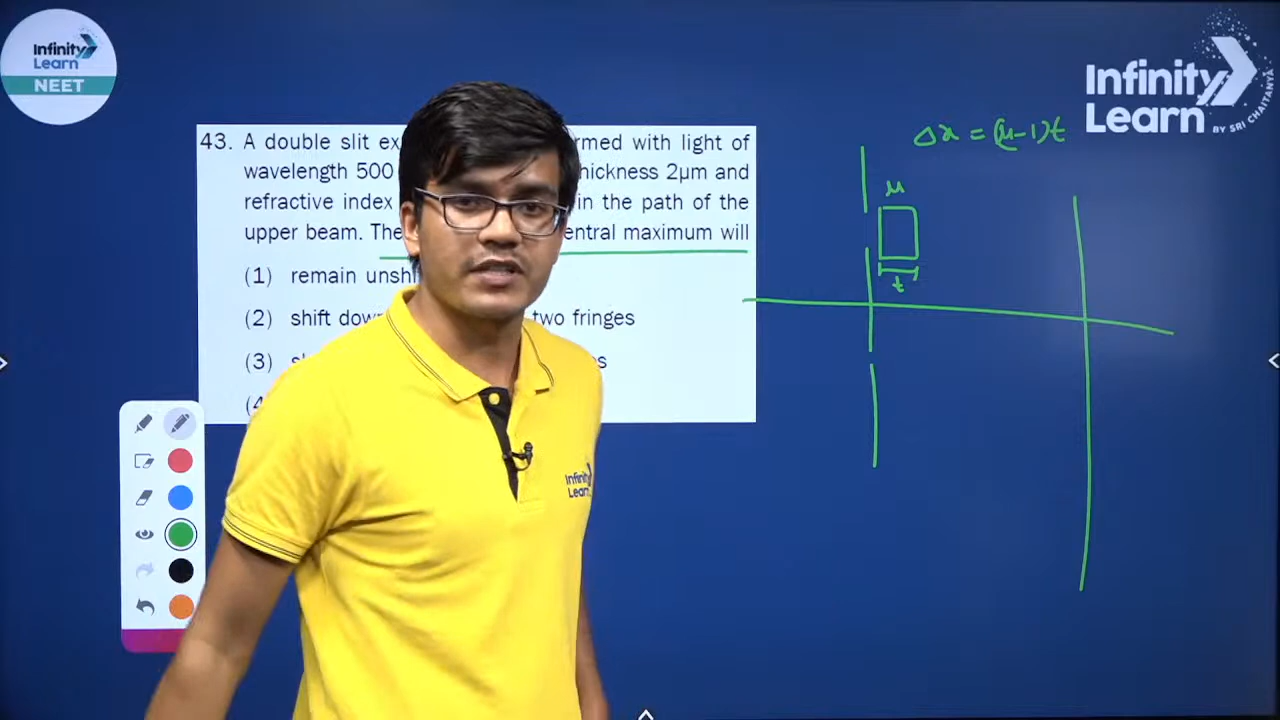 Infinity
Learn
NEET
Infinity
Learn
BY SRI CHAITANYA
Δx = (μ-1)t
μ
t
43. A double slit ex rmed with light of
wavelength 500 hickness 2μm and
refractive index in the path of the
upper beam. The entral maximum will
(1) remain unshi
(2) shift dow two fringes
(3) s s
(4
Infinity
Learn